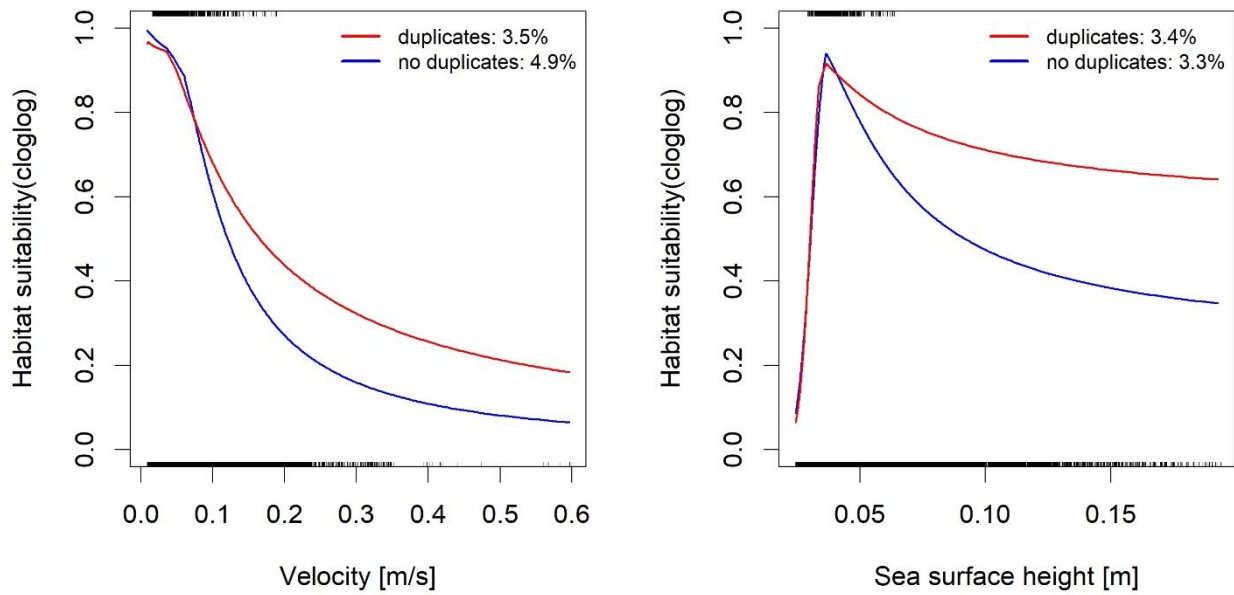 duplicates: 3.5%
no duplicates: 4.9%
Habitat suitability(cloglog)
1.0
0.8
0.6
0.4
0.2
0.0
0.0 0.1 0.2 0.3 0.4 0.5 0.6
Velocity [m/s]
duplicates: 3.4%
no duplicates: 3.3%
Habitat suitability(cloglog)
1.0
0.8
0.6
0.4
0.2
0.0
0.05 0.10 0.15
Sea surface height [m]